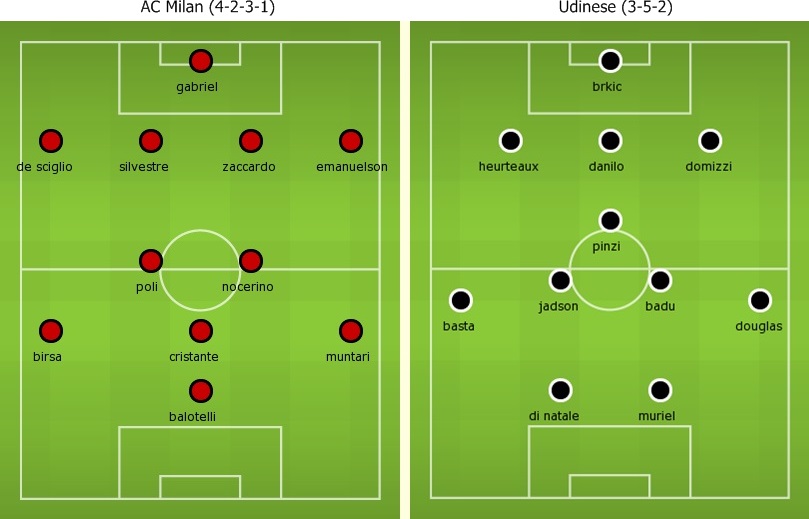 AC Milan (4-2-3-1)
gabriel
de sciglio silvestre zaccardo emanuelson
poli nocerino
birsa cristante muntari
balotelli
Udinese (3-5-2)
brkic
heurteaux danilo domizzi
pinzi
jadson badu
basta douglas
di natale muriel